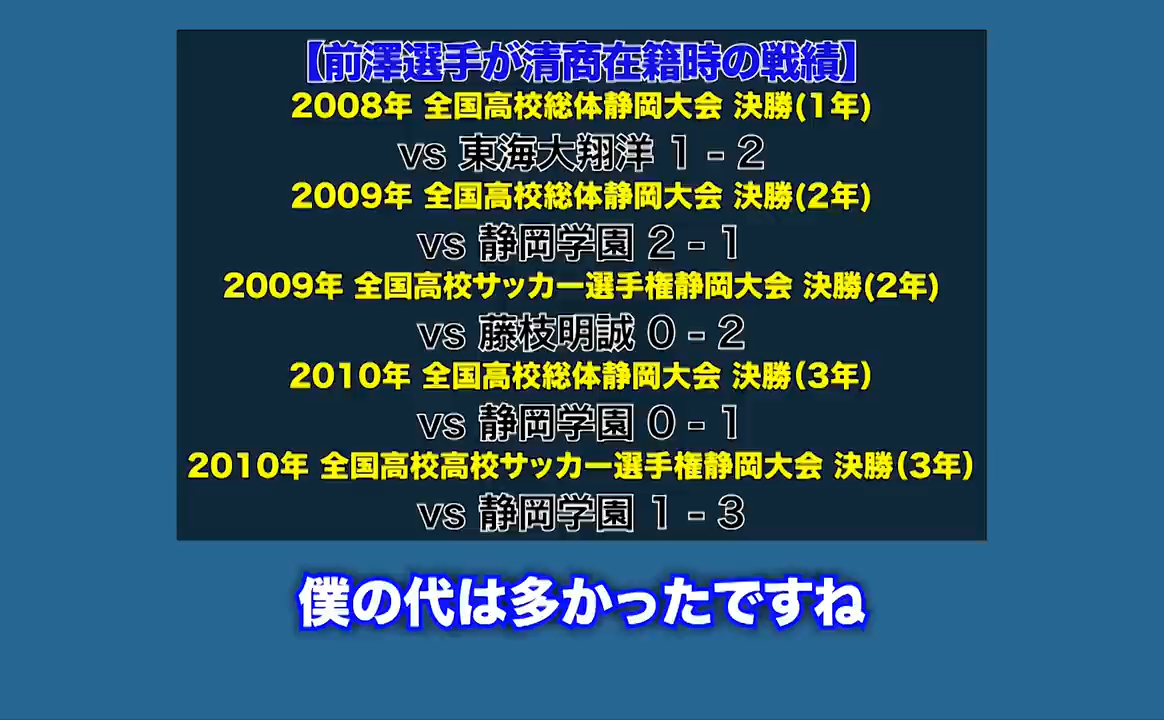 【前澤選手が清商在籍時の戦績】
2008年 全国高校総体静岡大会 決勝(1年)
vs 東海大翔洋 1 - 2
2009年 全国高校総体静岡大会 決勝(2年)
vs 静岡学園 2 - 1
2009年 全国高校サッカー選手権静岡大会 決勝(2年)
vs 藤枝明誠 0 - 2
2010年 全国高校総体静岡大会 決勝（3年）
vs 静岡学園 0 - 1
2010年 全国高校高校サッカー選手権静岡大会 決勝（3年）
vs 静岡学園 1 - 3
僕の代は多かったですね